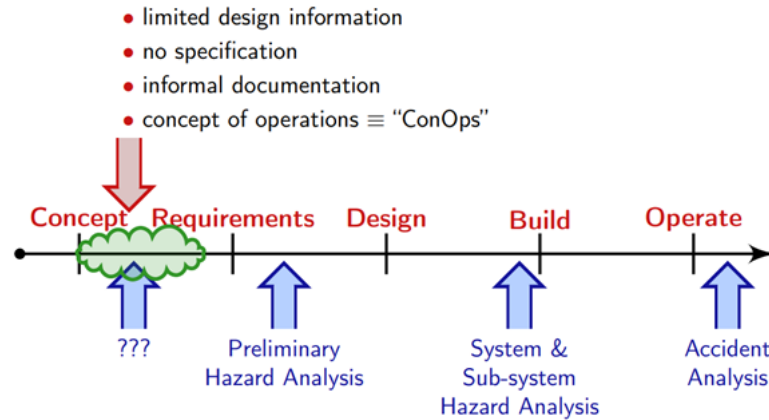 • limited design information
• no specification
• informal documentation
• concept of operations ≡ “ConOps”
Concept Requirements Design Build Operate
??? Preliminary System & Accident
Hazard Analysis Sub-system Analysis
Hazard Analysis